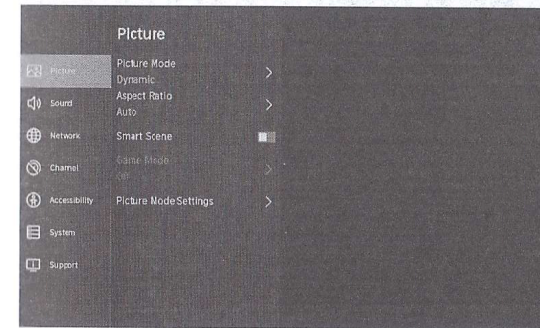 Picture
Picture
Sound
Network
Channel
Accessibility
System
Support
Picture Mode
Dynamic
Aspect Ratio
Auto
Smart Scene
Game Mode
Picture Mode Settings